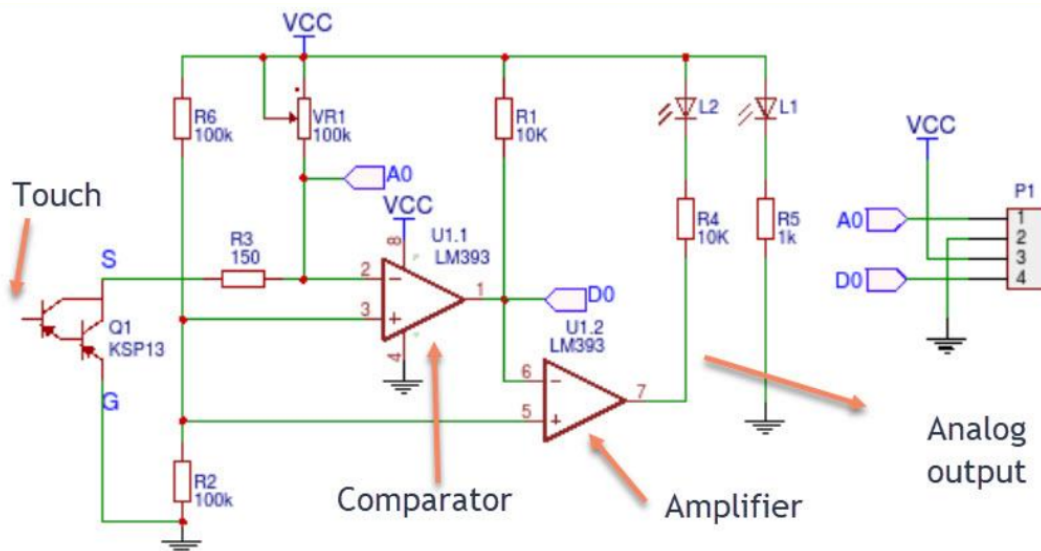 VCC
R6
100k
VR1
100k
R1
10K
L2
L1
VCC
P1
Touch
A0
VCC
U1.1
LM393
R4
10K
R5
1k
A0
1
2
3
4
D0
S
R3
150
8
2
3
1
4
D0
Q1
KSP13
U1.2
LM393
6
5
7
G
Analog
output
R2
100k
Comparator
Amplifier